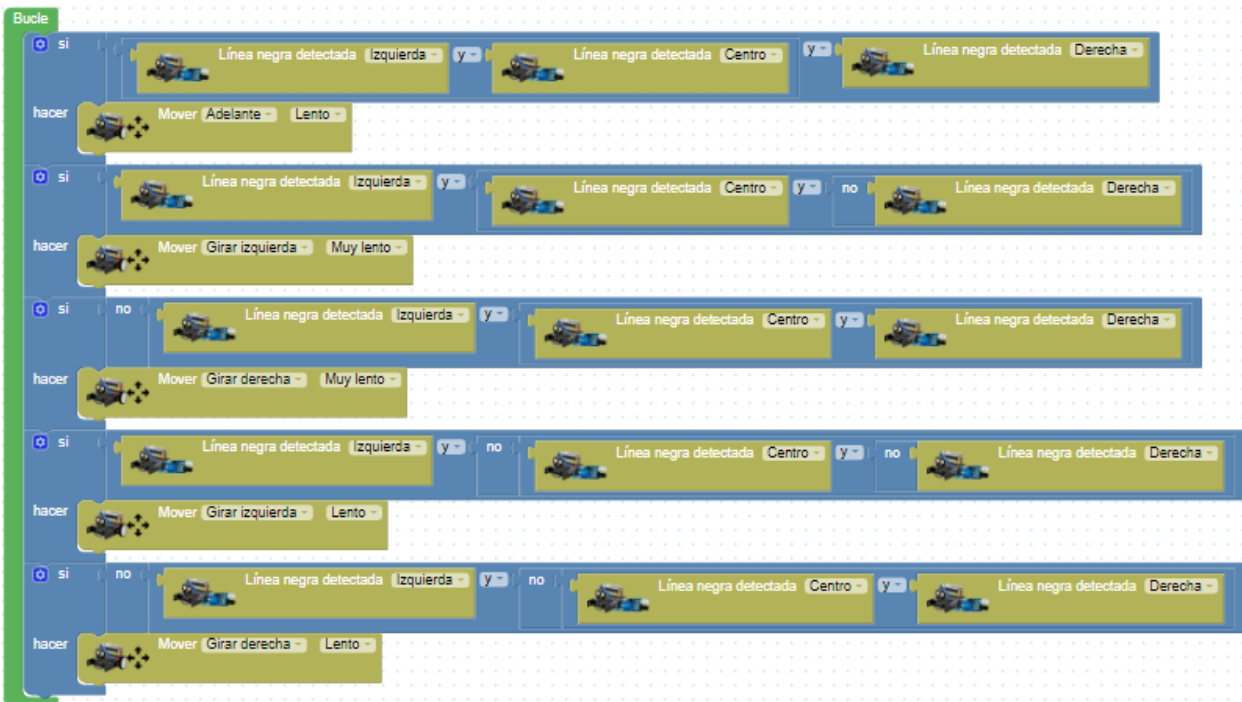 Bucle
si Línea negra detectada Izquierda y Línea negra detectada Centro y Línea negra detectada Derecha
hacer Mover Adelante Lento
si Línea negra detectada Izquierda y Línea negra detectada Centro y no Línea negra detectada Derecha
hacer Mover Girar izquierda Muy lento
si no Línea negra detectada Izquierda y Línea negra detectada Centro y Línea negra detectada Derecha
hacer Mover Girar derecha Muy lento
si Línea negra detectada Izquierda y no Línea negra detectada Centro y no Línea negra detectada Derecha
hacer Mover Girar izquierda Lento
si no Línea negra detectada Izquierda y no Línea negra detectada Centro y Línea negra detectada Derecha
hacer Mover Girar derecha Lento